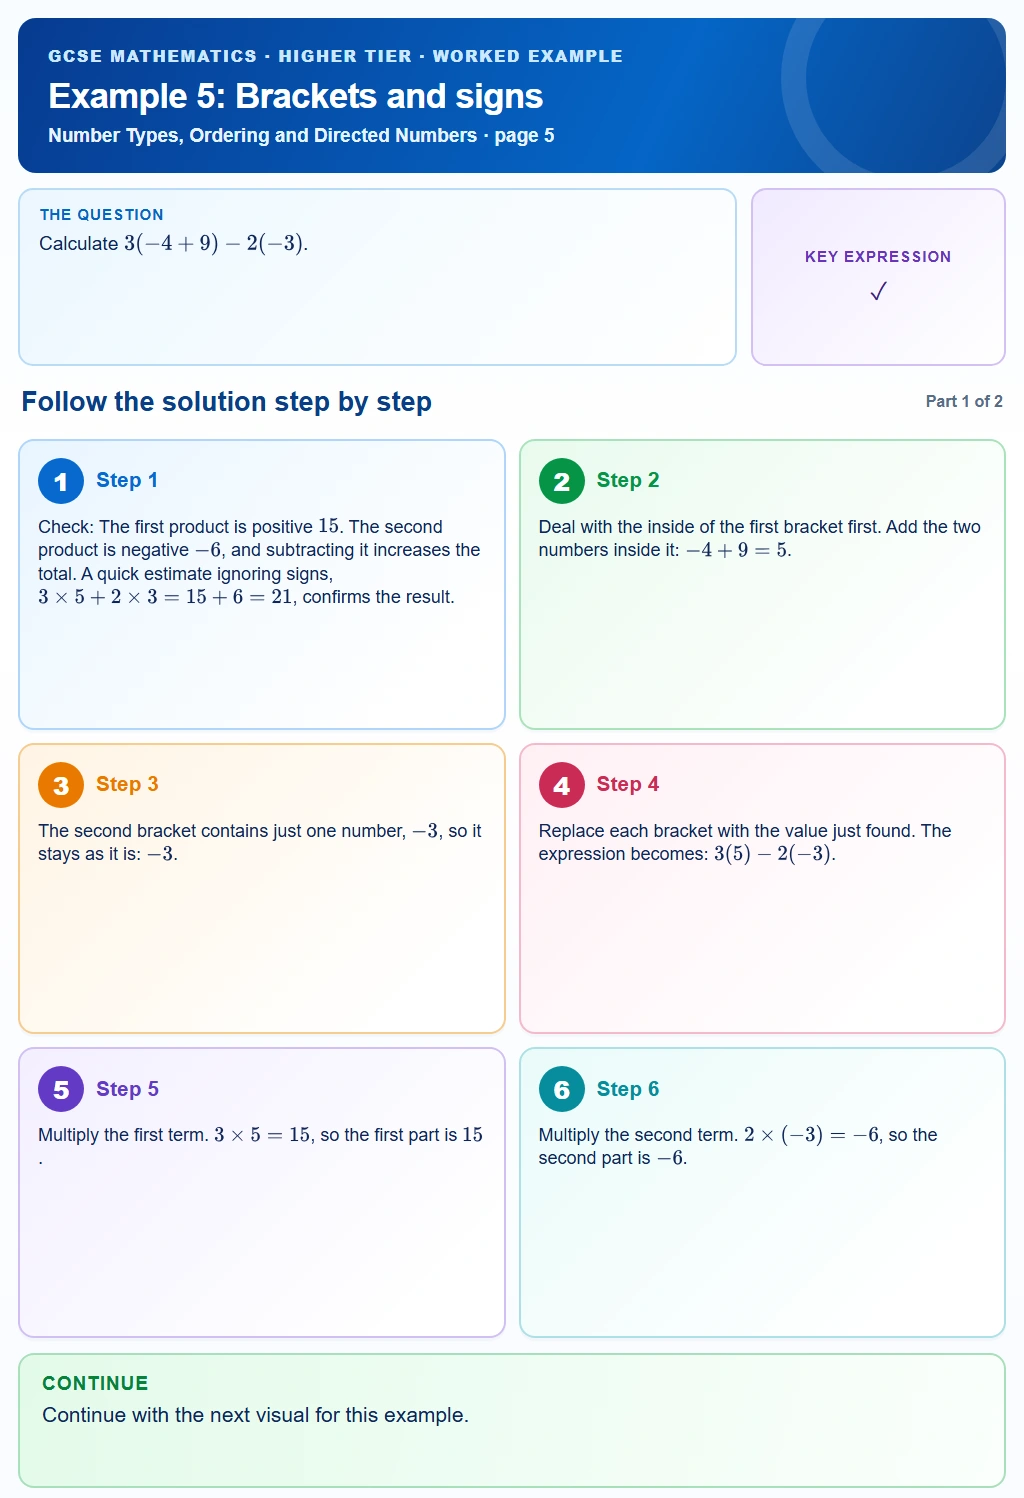 GCSE MATHEMATICS · HIGHER TIER · WORKED EXAMPLE
Example 5: Brackets and signs
Number Types, Ordering and Directed Numbers · page 5
THE QUESTION
Calculate 3(−4 + 9) − 2(−3).
KEY EXPRESSION
✓
Follow the solution step by step
Part 1 of 2
1 Step 1
Check: The first product is positive 15. The second
product is negative −6, and subtracting it increases the
total. A quick estimate ignoring signs,
3 × 5 + 2 × 3 = 15 + 6 = 21, confirms the result.
2 Step 2
Deal with the inside of the first bracket first. Add the two
numbers inside it: −4 + 9 = 5.
3 Step 3
The second bracket contains just one number, −3, so it
stays as it is: −3.
4 Step 4
Replace each bracket with the value just found. The
expression becomes: 3(5) − 2(−3).
5 Step 5
Multiply the first term. 3 × 5 = 15, so the first part is 15
.
6 Step 6
Multiply the second term. 2 × (−3) = −6, so the
second part is −6.
CONTINUE
Continue with the next visual for this example.